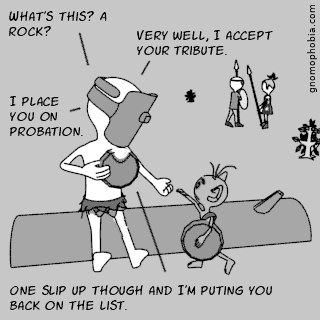 WHAT'S THIS? A
ROCK?
VERY WELL, I ACCEPT
YOUR TRIBUTE.
I PLACE
YOU ON
PROBATION.
ONE SLIP UP THOUGH AND I'M PUTING YOU
BACK ON THE LIST.
gnomophobia.com